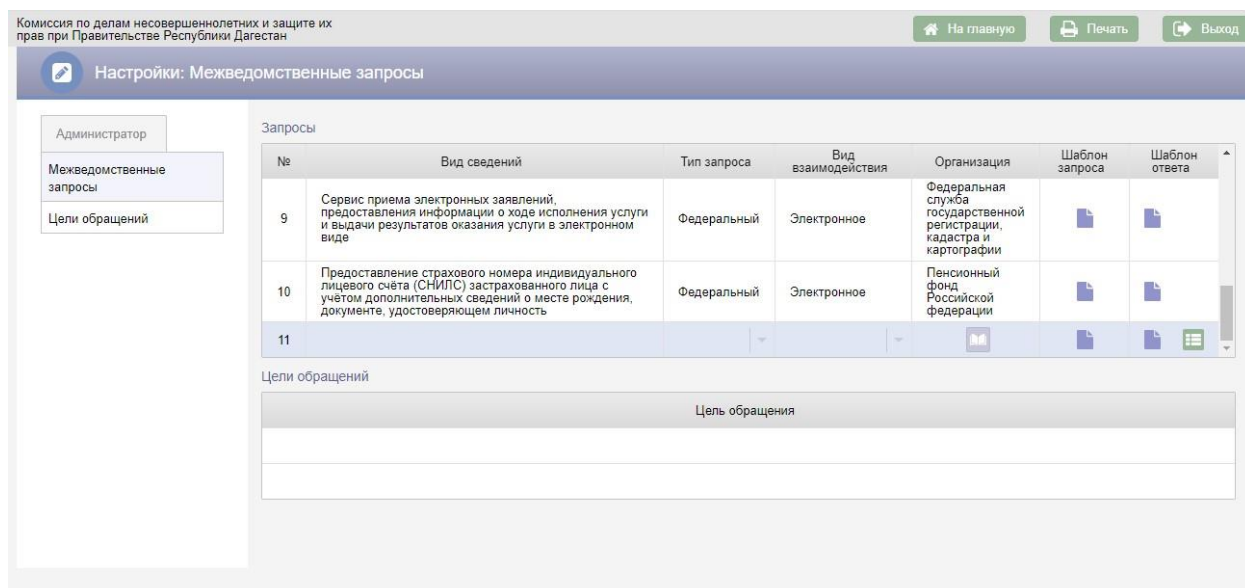 Комиссия по делам несовершеннолетних и защите их
прав при Правительстве Республики Дагестан
На главную
Печать
Выход
Настройки: Межведомственные запросы
Администратор
Межведомственные
запросы
Цели обращений
Запросы
№
Вид сведений
Тип запроса
Вид
взаимодействия
Организация
Шаблон
запроса
Шаблон
ответа
9
Сервис приема электронных заявлений,
предоставления информации о ходе исполнения услуги
и выдачи результатов оказания услуги в электронном
виде
Федеральный
Электронное
Федеральная
служба
государственной
регистрации,
кадастра и
картографии
10
Предоставление страхового номера индивидуального
лицевого счёта (СНИЛС) застрахованного лица с
учётом дополнительных сведений о месте рождения,
документе, удостоверяющем личность
Федеральный
Электронное
Пенсионный
фонд
Российской
федерации
11
Цели обращений
Цель обращения